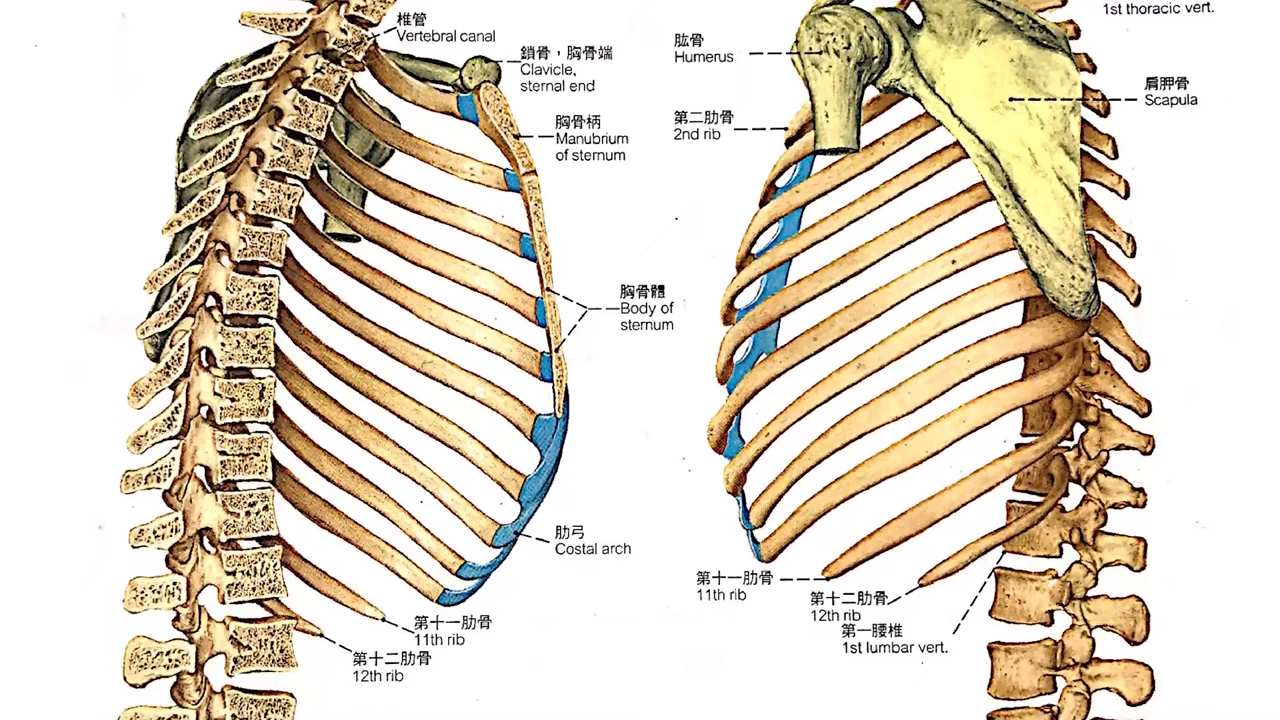 椎管
Vertebral canal
鎖骨，胸骨端
Clavicle,
sternal end
胸骨柄
Manubrium
of sternum
胸骨體
Body of
sternum
肋弓
Costal arch
第十一肋骨
11th rib
第十二肋骨
12th rib
1st thoracic vert.
肱骨
Humerus
肩胛骨
Scapula
第二肋骨
2nd rib
第十一肋骨
11th rib
第十二肋骨
12th rib
第一腰椎
1st lumbar vert.